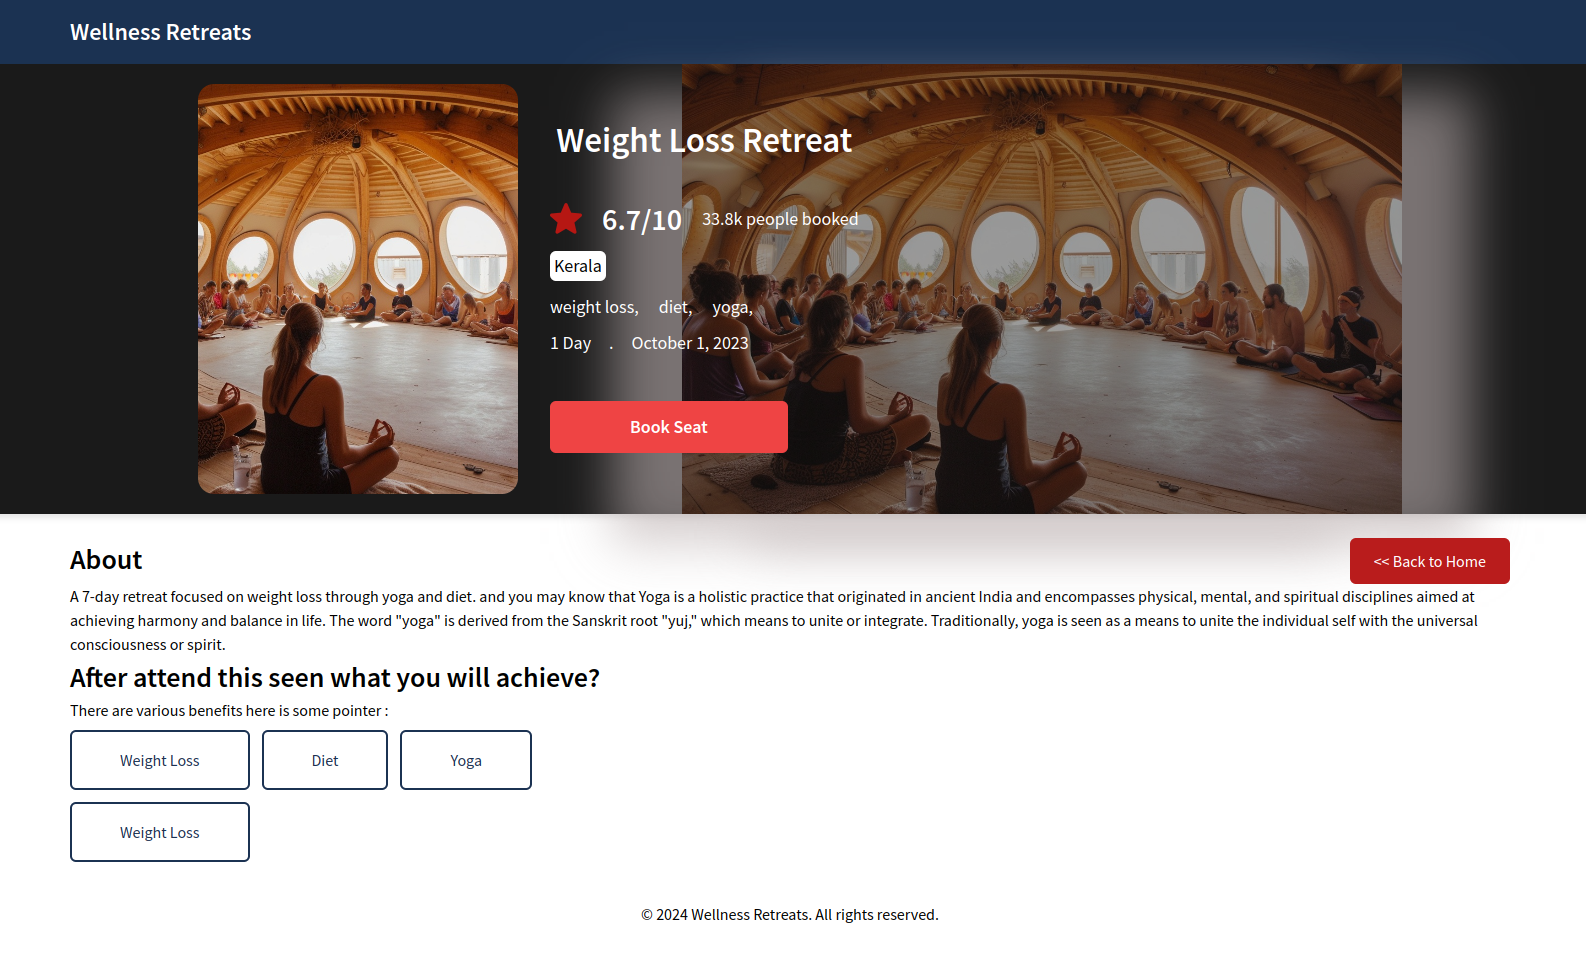 Wellness Retreats
Weight Loss Retreat
6.7/10 33.8k people booked
Kerala
weight loss, diet, yoga,
1 Day . October 1, 2023
Book Seat
About
<< Back to Home
A 7-day retreat focused on weight loss through yoga and diet. and you may know that Yoga is a holistic practice that originated in ancient India and encompasses physical, mental, and spiritual disciplines aimed at
achieving harmony and balance in life. The word "yoga" is derived from the Sanskrit root "yuj," which means to unite or integrate. Traditionally, yoga is seen as a means to unite the individual self with the universal
consciousness or spirit.
After attend this seen what you will achieve?
There are various benefits here is some pointer :
Weight Loss Diet Yoga
Weight Loss
© 2024 Wellness Retreats. All rights reserved.